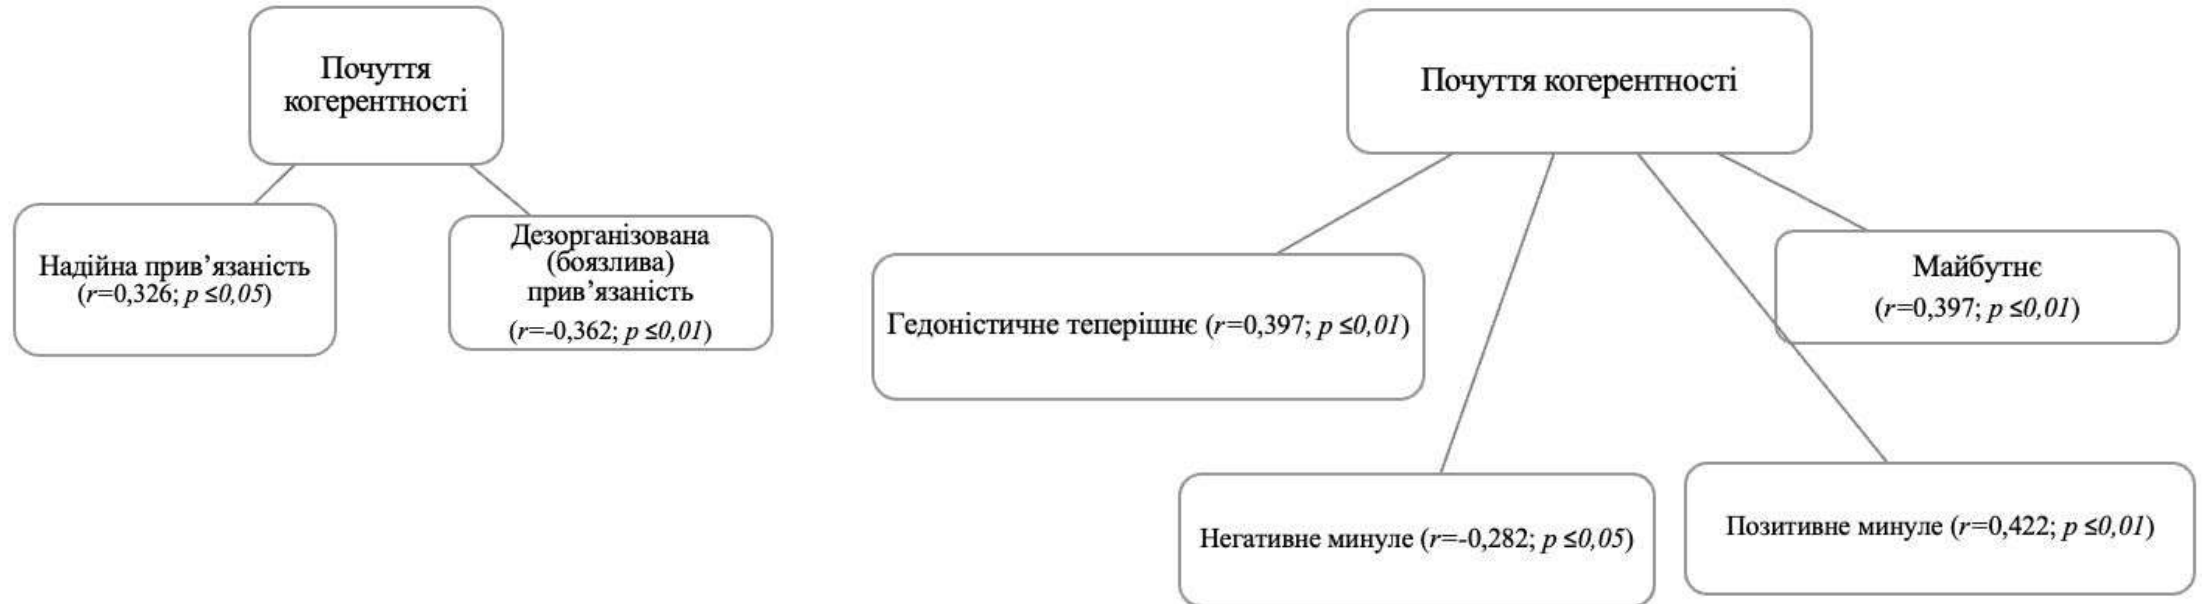 Почуття
когерентності
Надійна прив’язаність
(r=0,326; p ≤0,05)
Дезорганізована
(боязлива)
прив’язаність
(r=-0,362; p ≤0,01)
Почуття когерентності
Гедоністичне теперішнє (r=0,397; p ≤0,01)
Майбутнє
(r=0,397; p ≤0,01)
Негативне минуле (r=-0,282; p ≤0,05)
Позитивне минуле (r=0,422; p ≤0,01)